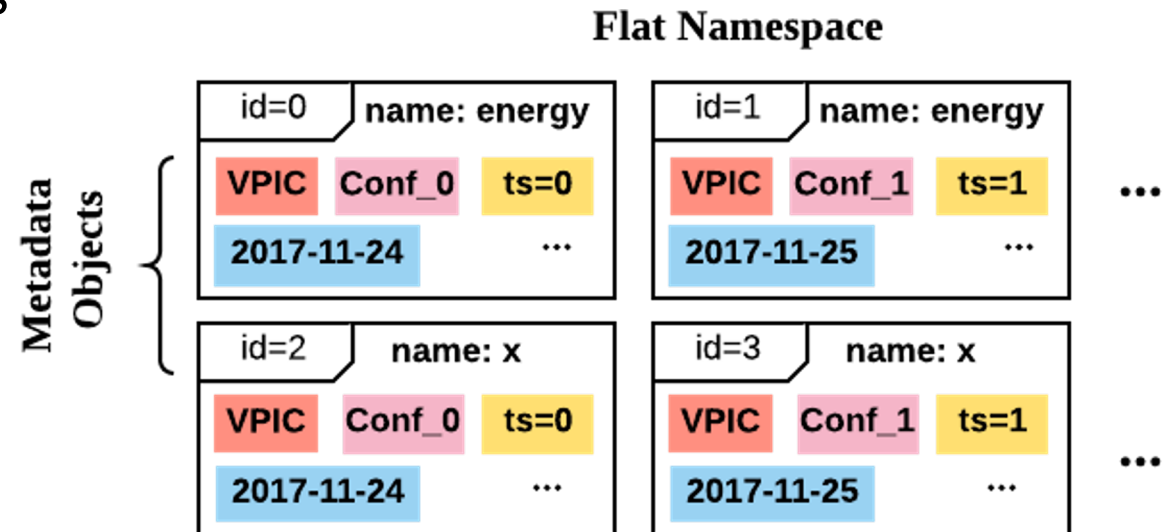 Flat Namespace
Metadata
Objects
id=0 name: energy
VPIC Conf_0 ts=0
2017-11-24 ...
id=1 name: energy
VPIC Conf_1 ts=1
2017-11-25 ...
...
id=2 name: x
VPIC Conf_0 ts=0
2017-11-24 ...
id=3 name: x
VPIC Conf_1 ts=1
2017-11-25 ...
...